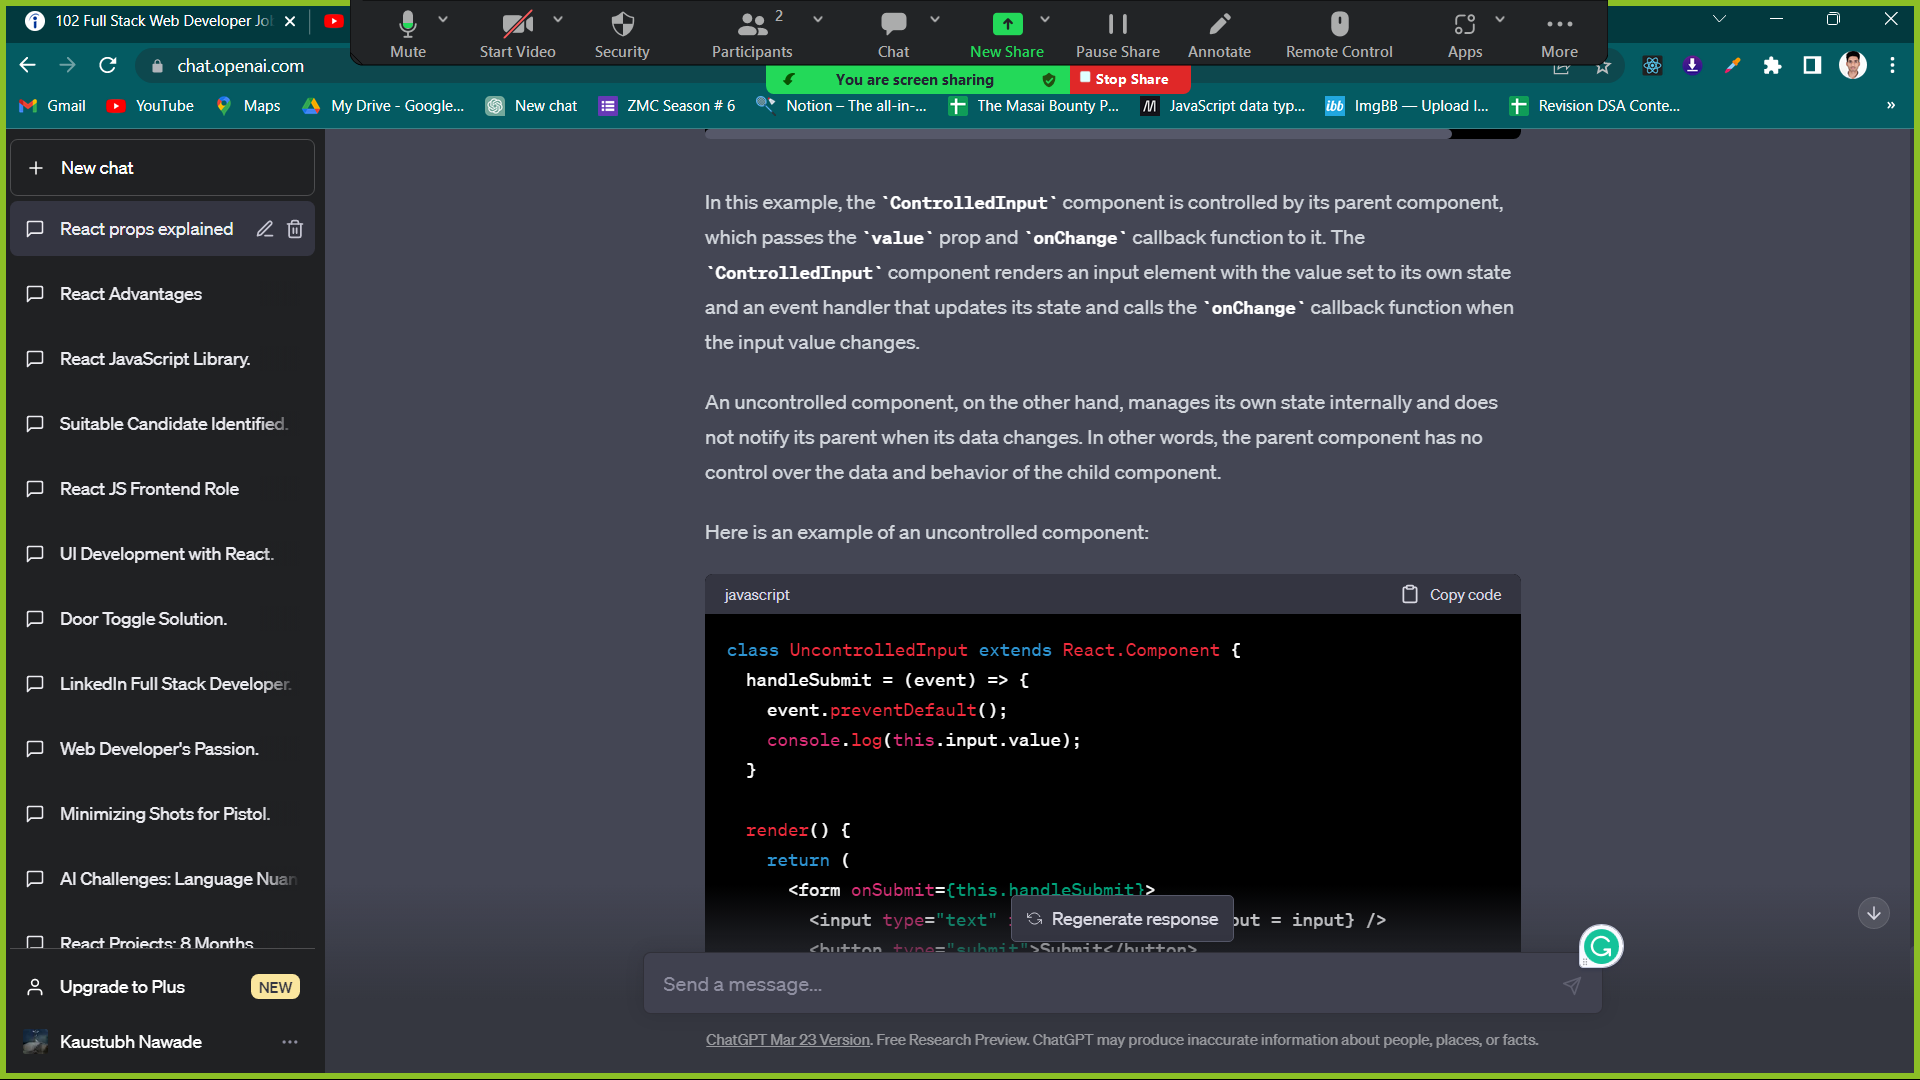 102 Full Stack Web Developer Jo
Mute
Start Video
Security
Participants
2
Chat
New Share
Pause Share
Annotate
Remote Control
Apps
More
chat.openai.com
You are screen sharing
Stop Share
Gmail
YouTube
Maps
My Drive - Google...
New chat
ZMC Season # 6
Notion – The all-in-...
The Masai Bounty P...
JavaScript data typ...
ibb
ImgBB — Upload I...
Revision DSA Conte...
»
+ New chat
React props explained
React Advantages
React JavaScript Library.
Suitable Candidate Identified.
React JS Frontend Role
UI Development with React.
Door Toggle Solution.
LinkedIn Full Stack Developer.
Web Developer's Passion.
Minimizing Shots for Pistol.
AI Challenges: Language Nuan
React Projects: 8 Months
Upgrade to Plus
NEW
Kaustubh Nawade
In this example, the `ControlledInput` component is controlled by its parent component,
which passes the `value` prop and `onChange` callback function to it. The
`ControlledInput` component renders an input element with the value set to its own state
and an event handler that updates its state and calls the `onChange` callback function when
the input value changes.
An uncontrolled component, on the other hand, manages its own state internally and does
not notify its parent when its data changes. In other words, the parent component has no
control over the data and behavior of the child component.
Here is an example of an uncontrolled component:
javascript
Copy code
class UncontrolledInput extends React.Component {
handleSubmit = (event) => {
event.preventDefault();
console.log(this.input.value);
}
render() {
return (
<form onSubmit={this.handleSubmit}>
<input type="text"
Regenerate response
put = input} />
<button type="submit">Submit</button>
Send a message...
ChatGPT Mar 23 Version. Free Research Preview. ChatGPT may produce inaccurate information about people, places, or facts.